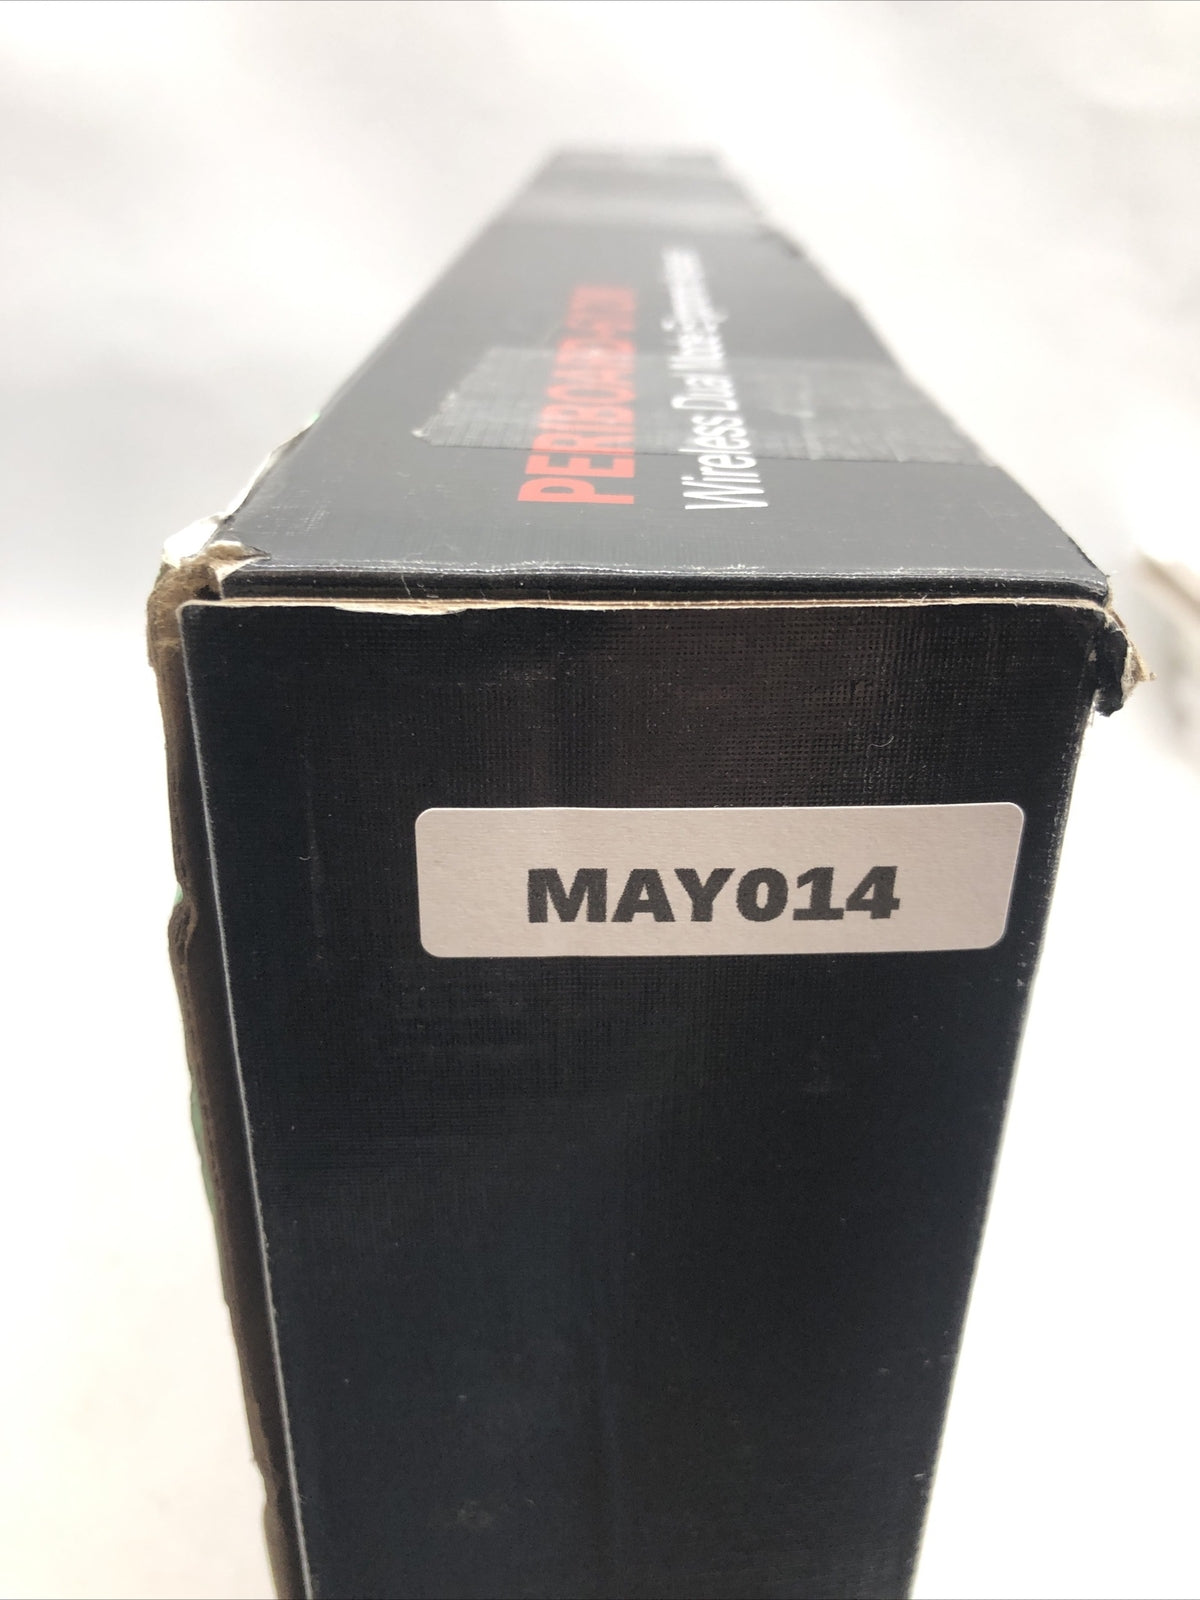 PERIBOARD
Wireless Dual Mode
MAY014